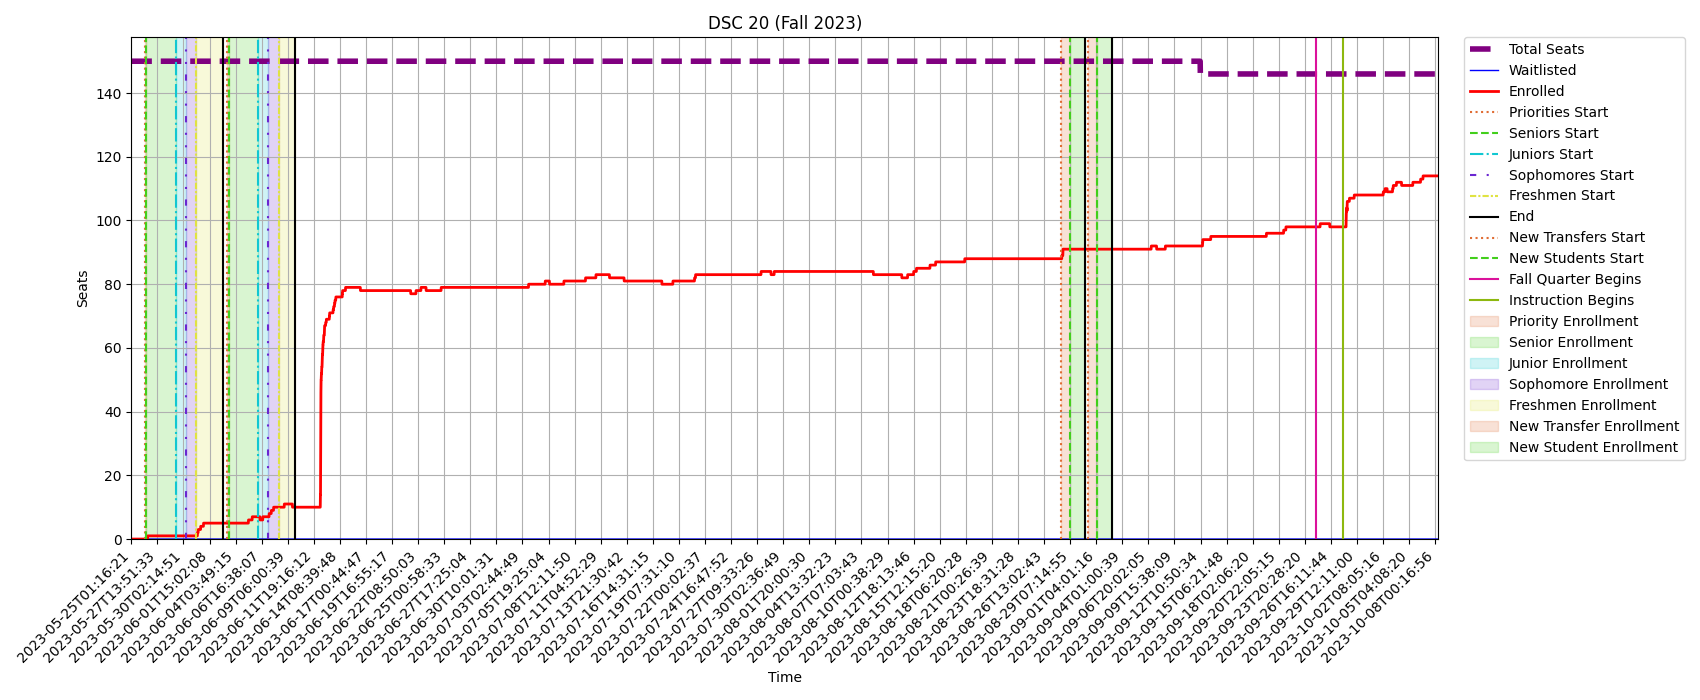 DSC 20 (Fall 2023)
Seats
140
120
100
80
60
40
20
0
2023-05-25T01:16:21
2023-05-27T13:51:33
2023-05-30T02:14:51
2023-06-01T15:02:08
2023-06-04T03:49:15
2023-06-06T16:38:07
2023-06-09T06:00:39
2023-06-11T19:16:12
2023-06-14T08:39:48
2023-06-17T00:44:47
2023-06-19T16:55:17
2023-06-22T08:50:03
2023-06-25T00:58:33
2023-06-27T17:25:04
2023-06-30T10:01:31
2023-07-03T02:44:49
2023-07-05T19:25:04
2023-07-08T12:11:50
2023-07-11T04:52:29
2023-07-13T21:30:42
2023-07-16T14:31:15
2023-07-19T07:31:10
2023-07-22T00:02:37
2023-07-24T16:47:52
2023-07-27T09:33:26
2023-07-30T02:36:49
2023-08-01T20:00:30
2023-08-04T13:32:23
2023-08-07T07:03:43
2023-08-10T00:38:29
2023-08-12T18:13:46
2023-08-15T12:15:20
2023-08-18T06:20:28
2023-08-21T00:26:39
2023-08-23T18:31:28
2023-08-26T13:02:43
2023-08-29T07:14:55
2023-09-01T04:01:16
2023-09-04T01:00:39
2023-09-06T20:02:05
2023-09-09T15:38:09
2023-09-12T10:50:34
2023-09-15T06:21:48
2023-09-18T02:06:20
2023-09-20T22:05:15
2023-09-23T20:28:20
2023-09-26T16:11:44
2023-09-29T12:11:00
2023-10-02T08:05:16
2023-10-05T04:08:20
2023-10-08T00:16:56
Time
Total Seats
Waitlisted
Enrolled
Priorities Start
Seniors Start
Juniors Start
Sophomores Start
Freshmen Start
End
New Transfers Start
New Students Start
Fall Quarter Begins
Instruction Begins
Priority Enrollment
Senior Enrollment
Junior Enrollment
Sophomore Enrollment
Freshmen Enrollment
New Transfer Enrollment
New Student Enrollment